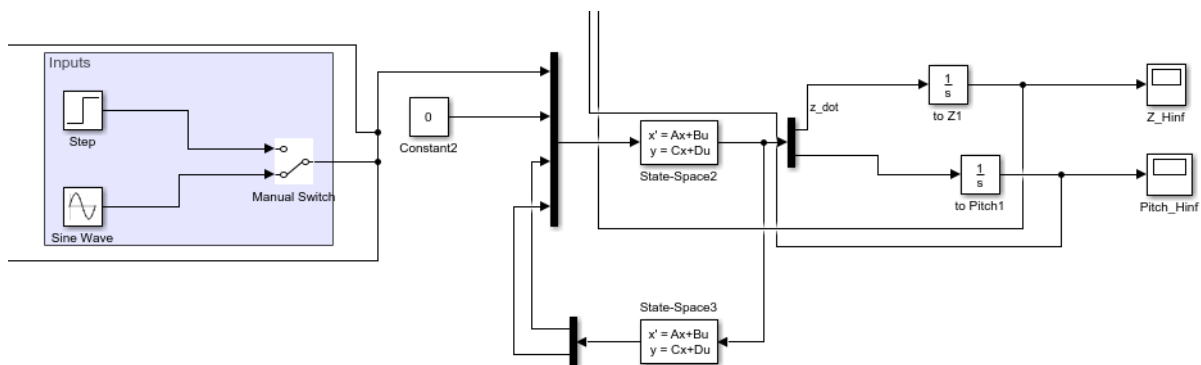 Inputs
Step
Sine Wave
Manual Switch
0
Constant2
x' = Ax+Bu
y = Cx+Du
State-Space2
z_dot
1
s
to Z1
Z_Hinf
1
s
to Pitch1
Pitch_Hinf
State-Space3
x' = Ax+Bu
y = Cx+Du